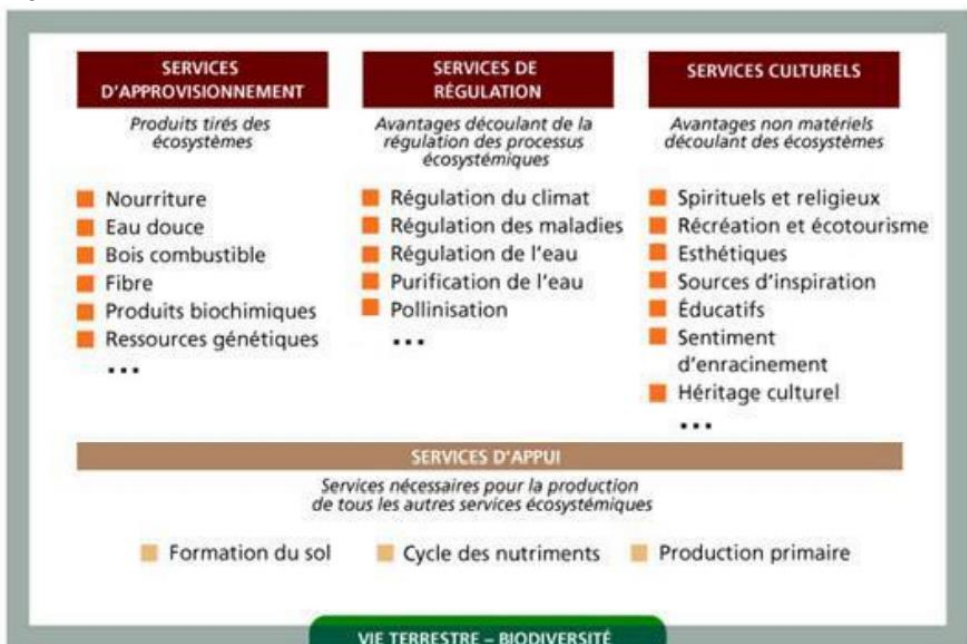 SERVICES
D'APPROVISIONNEMENT
Produits tirés des
écosystèmes
Nourriture
Eau douce
Bois combustible
Fibre
Produits biochimiques
Ressources génétiques
...
SERVICES DE
RÉGULATION
Avantages découlant de la
régulation des processus
écosystémiques
Régulation du climat
Régulation des maladies
Régulation de l'eau
Purification de l'eau
Pollinisation
...
SERVICES CULTURELS
Avantages non matériels
découlant des écosystèmes
Spirituels et religieux
Récréation et écotourisme
Esthétiques
Sources d'inspiration
Éducatifs
Sentiment
d'enracinement
Héritage culturel
...
SERVICES D'APPUI
Services nécessaires pour la production
de tous les autres services écosystémiques
Formation du sol
Cycle des nutriments
Production primaire
VIE TERRESTRE – BIODIVERSITÉ